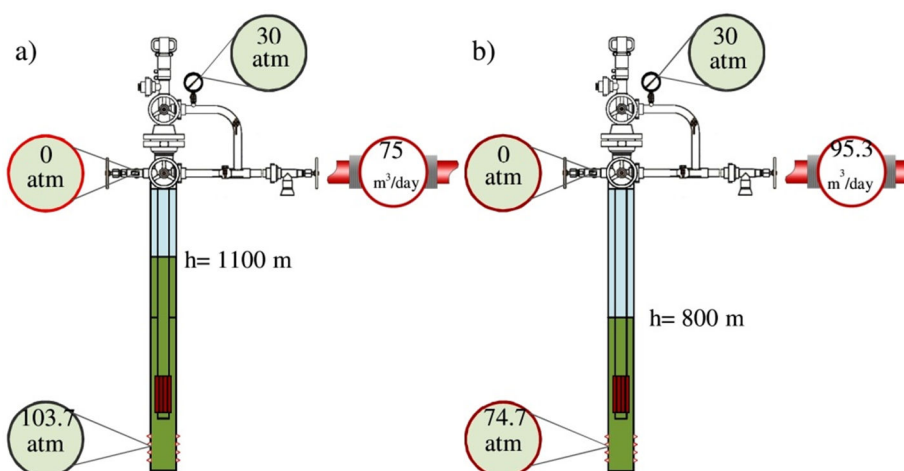 a)
30
atm
0
atm
75
m³/day
h= 1100 m
103.7
atm
b)
30
atm
0
atm
95.3
m³/day
h= 800 m
74.7
atm